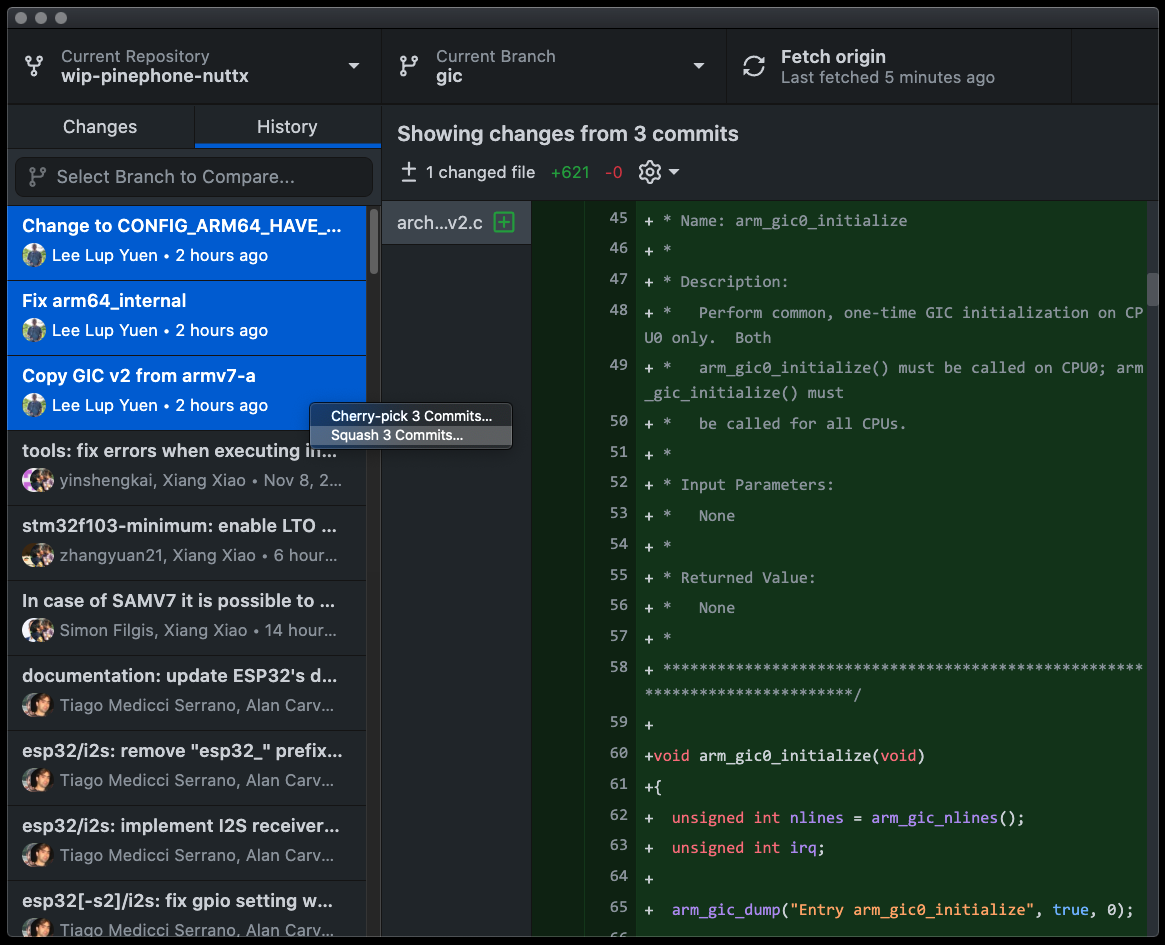 Current Repository
wip-pinephone-nuttx
Current Branch
gic
Fetch origin
Last fetched 5 minutes ago
Changes
History
Select Branch to Compare...
Change to CONFIG_ARM64_HAVE_...
Lee Lup Yuen • 2 hours ago
Fix arm64_internal
Lee Lup Yuen • 2 hours ago
Copy GIC v2 from armv7-a
Lee Lup Yuen • 2 hours ago
Cherry-pick 3 Commits...
Squash 3 Commits...
tools: fix errors when executing in...
yinshengkai, Xiang Xiao • Nov 8, 2...
stm32f103-minimum: enable LTO ...
zhangyuan21, Xiang Xiao • 6 hour...
In case of SAMV7 it is possible to ...
Simon Filgis, Xiang Xiao • 14 hour...
documentation: update ESP32's d...
Tiago Medicci Serrano, Alan Carv...
esp32/i2s: remove "esp32_" prefix...
Tiago Medicci Serrano, Alan Carv...
esp32/i2s: implement I2S receiver...
Tiago Medicci Serrano, Alan Carv...
esp32[-s2]/i2s: fix gpio setting w...
Tiago Medicci Serrano, Alan Carv...
Showing changes from 3 commits
1 changed file +621 -0
arch...v2.c
45 + * Name: arm_gic0_initialize
46 + *
47 + * Description:
48 + *   Perform common, one-time GIC initialization on CP
U0 only.  Both
49 + *   arm_gic0_initialize() must be called on CPU0; arm
_gic_initialize() must
50 + *   be called for all CPUs.
51 + *
52 + * Input Parameters:
53 + *   None
54 + *
55 + * Returned Value:
56 + *   None
57 + *
58 + *****************************************************
***********************/
59 +
60 +void arm_gic0_initialize(void)
61 +{
62 +  unsigned int nlines = arm_gic_nlines();
63 +  unsigned int irq;
64 +
65 +  arm_gic_dump("Entry arm_gic0_initialize", true, 0);